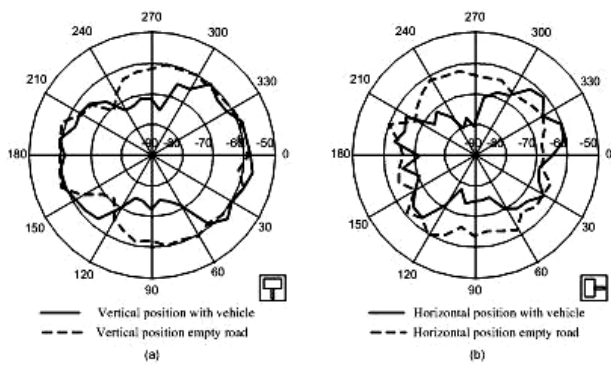 270 270
240 300 240 300
210 330 210 330
180 -90 -80 -70 -60 -50 0 180 -90 -80 -70 -60 -50 0
150 30 150 30
120 60 120 60
90 90
Vertical position with vehicle Horizontal position with vehicle
Vertical position empty road Horizontal position empty road
(a) (b)